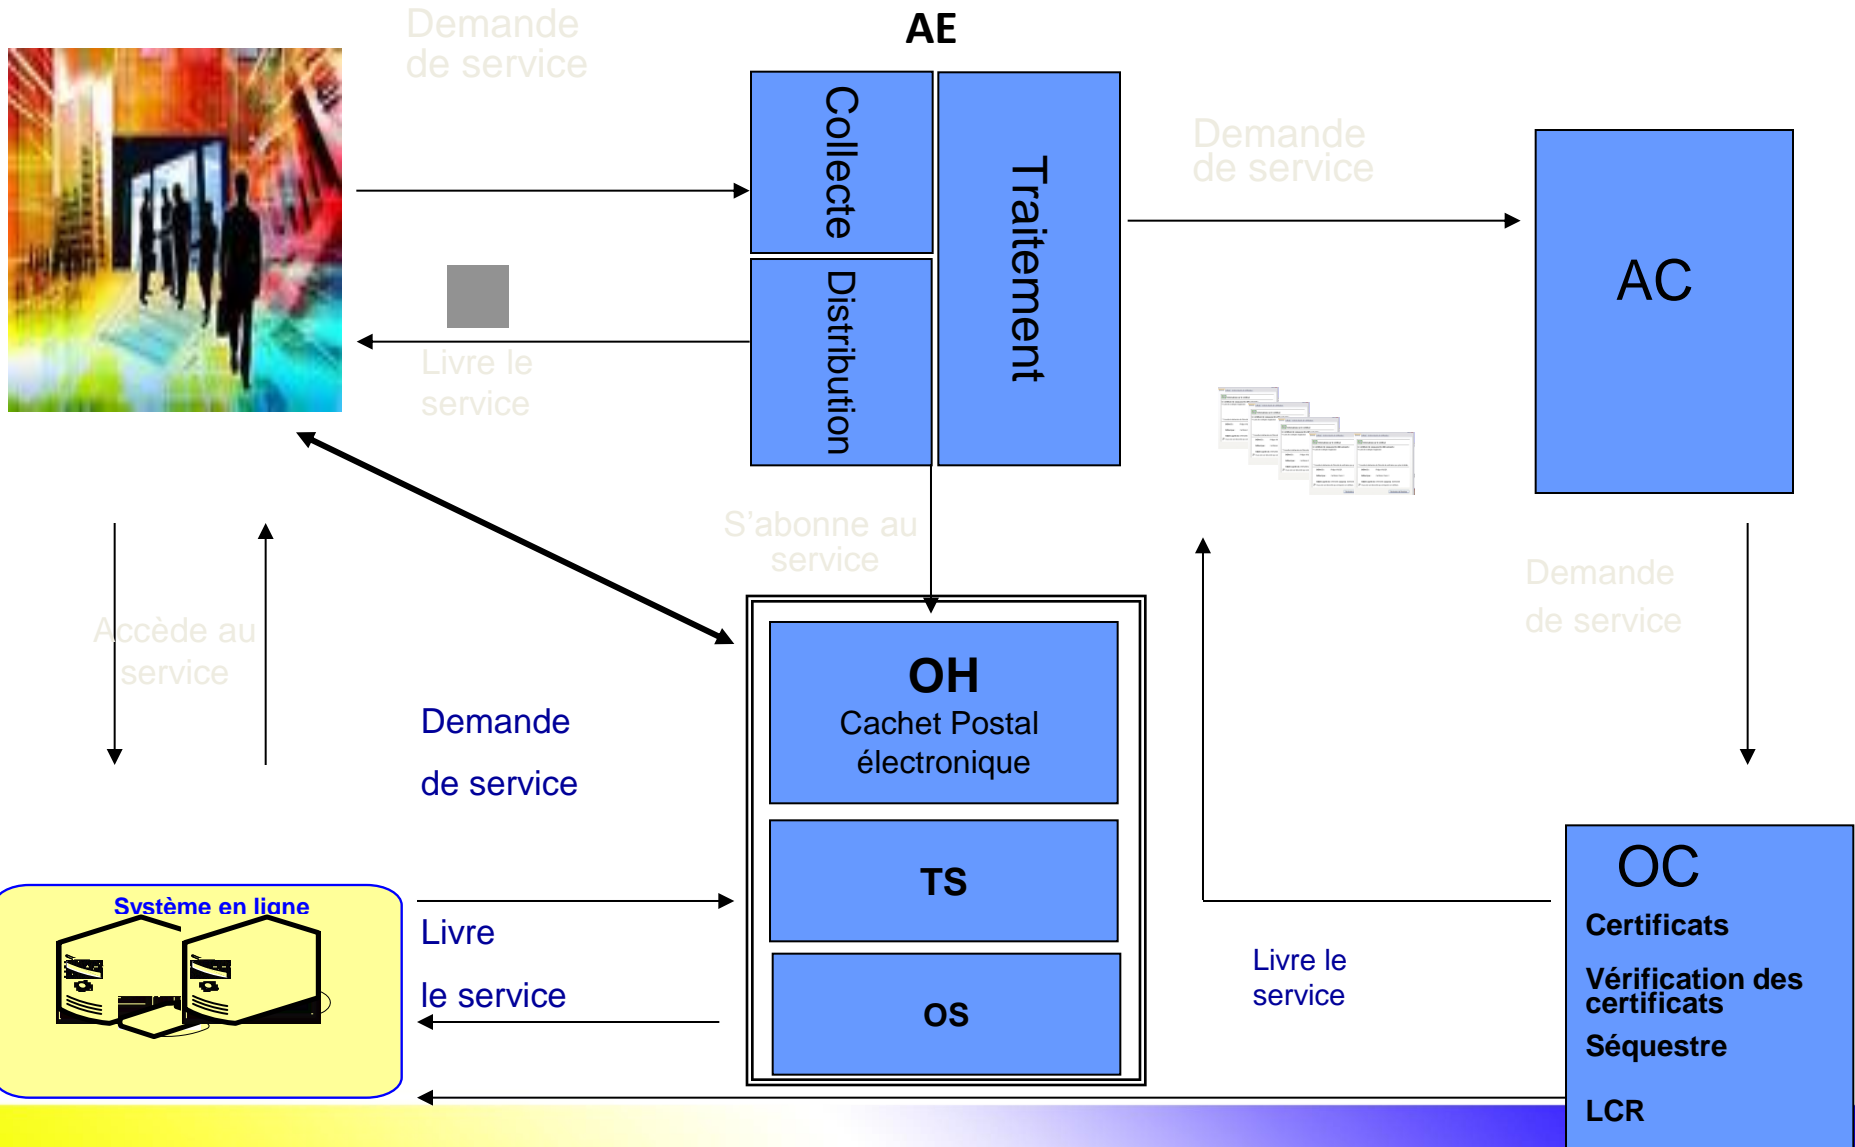 Demande
de service
AE
Collecte
Traitement
Demande
de service
AC
Distribution
Livre le
service
S'abonne au
service
Demande
de service
Accède au
service
OH
Cachet Postal
électronique
Demande
de service
TS
OC
Système en ligne
Certificats
Livre
le service
Livre le
service
Vérification des
certificats
OS
Séquestre
LCR